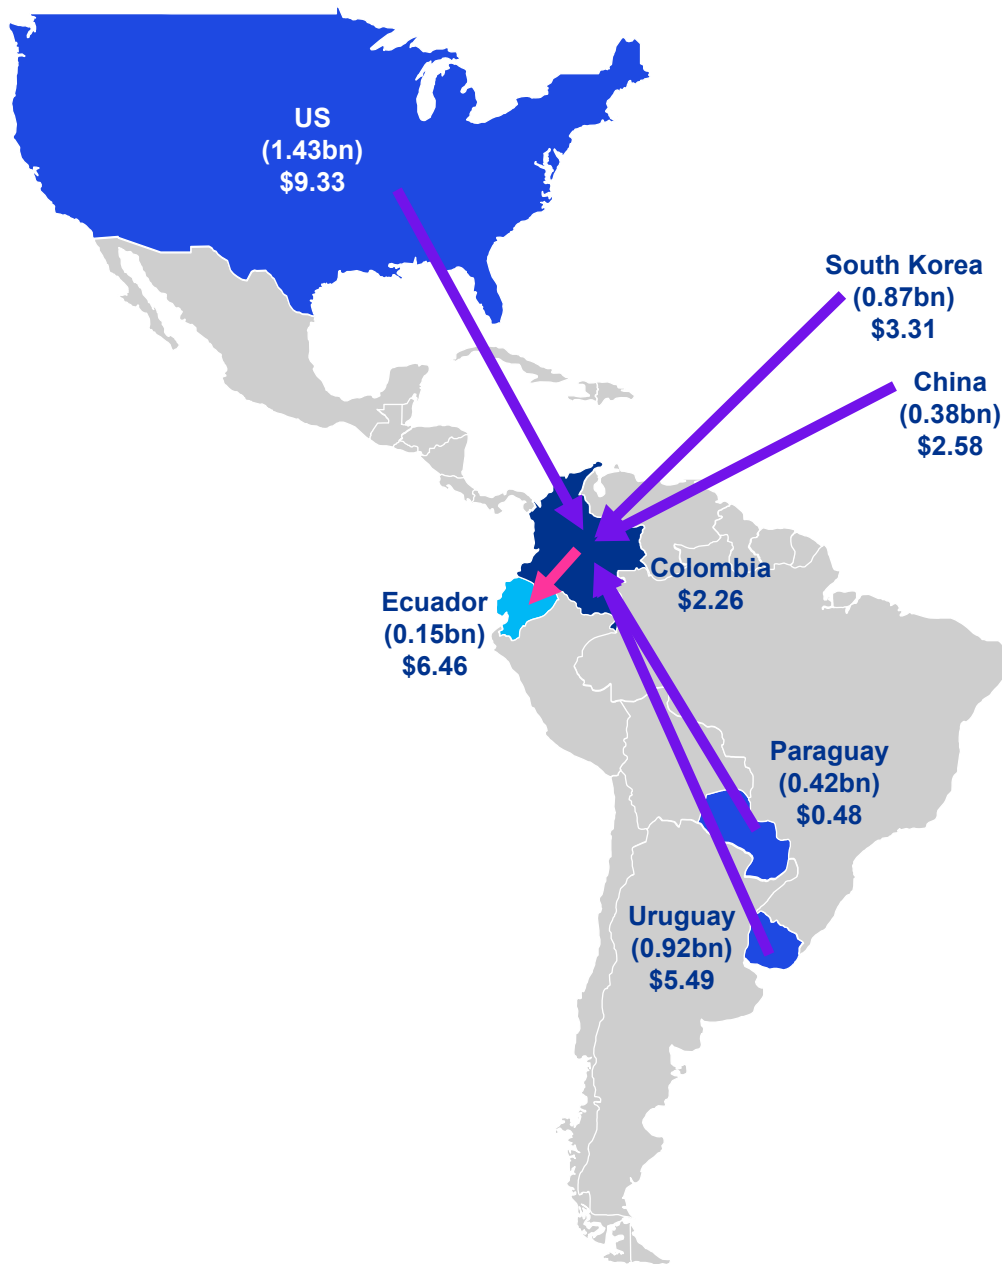 US
(1.43bn)
$9.33
South Korea
(0.87bn)
$3.31
China
(0.38bn)
$2.58
Colombia
$2.26
Ecuador
(0.15bn)
$6.46
Paraguay
(0.42bn)
$0.48
Uruguay
(0.92bn)
$5.49